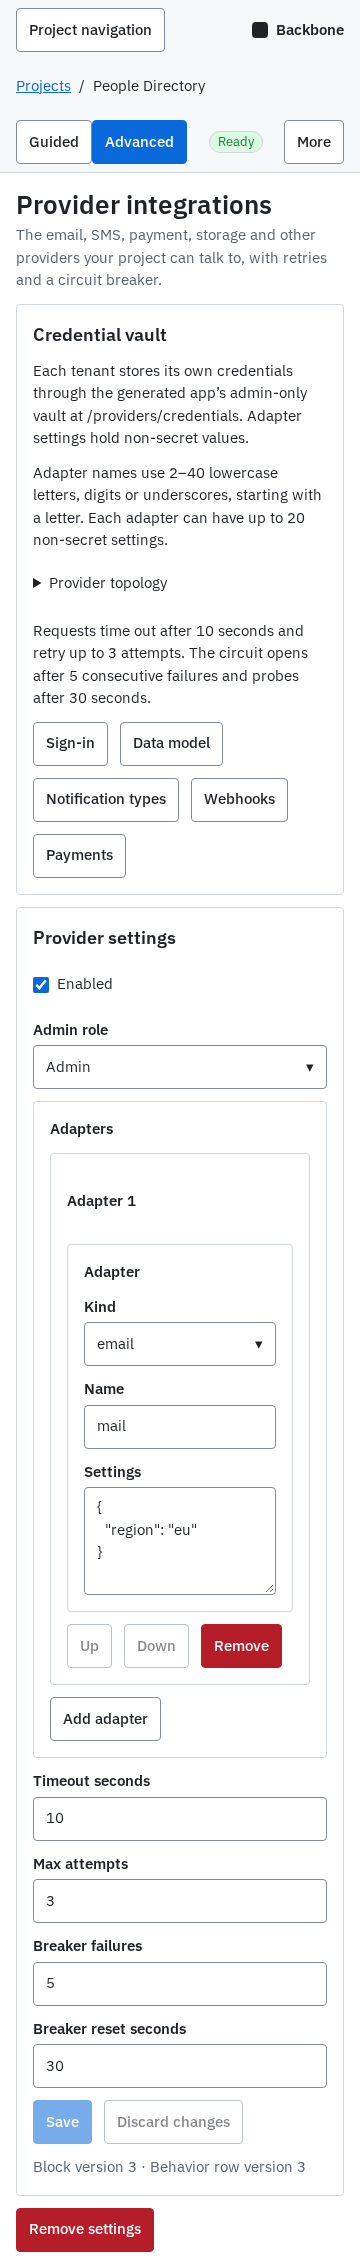 Project navigation
Backbone
Projects / People Directory
Guided
Advanced
Ready
More
Provider integrations
The email, SMS, payment, storage and other
providers your project can talk to, with retries
and a circuit breaker.
Credential vault
Each tenant stores its own credentials
through the generated app’s admin-only
vault at /providers/credentials. Adapter
settings hold non-secret values.
Adapter names use 2–40 lowercase
letters, digits or underscores, starting with
a letter. Each adapter can have up to 20
non-secret settings.
Provider topology
Requests time out after 10 seconds and
retry up to 3 attempts. The circuit opens
after 5 consecutive failures and probes
after 30 seconds.
Sign-in
Data model
Notification types
Webhooks
Payments
Provider settings
Enabled
Admin role
Admin
Adapters
Adapter 1
Adapter
Kind
email
Name
mail
Settings
{
"region": "eu"
}
Up
Down
Remove
Add adapter
Timeout seconds
10
Max attempts
3
Breaker failures
5
Breaker reset seconds
30
Save
Discard changes
Block version 3 · Behavior row version 3
Remove settings